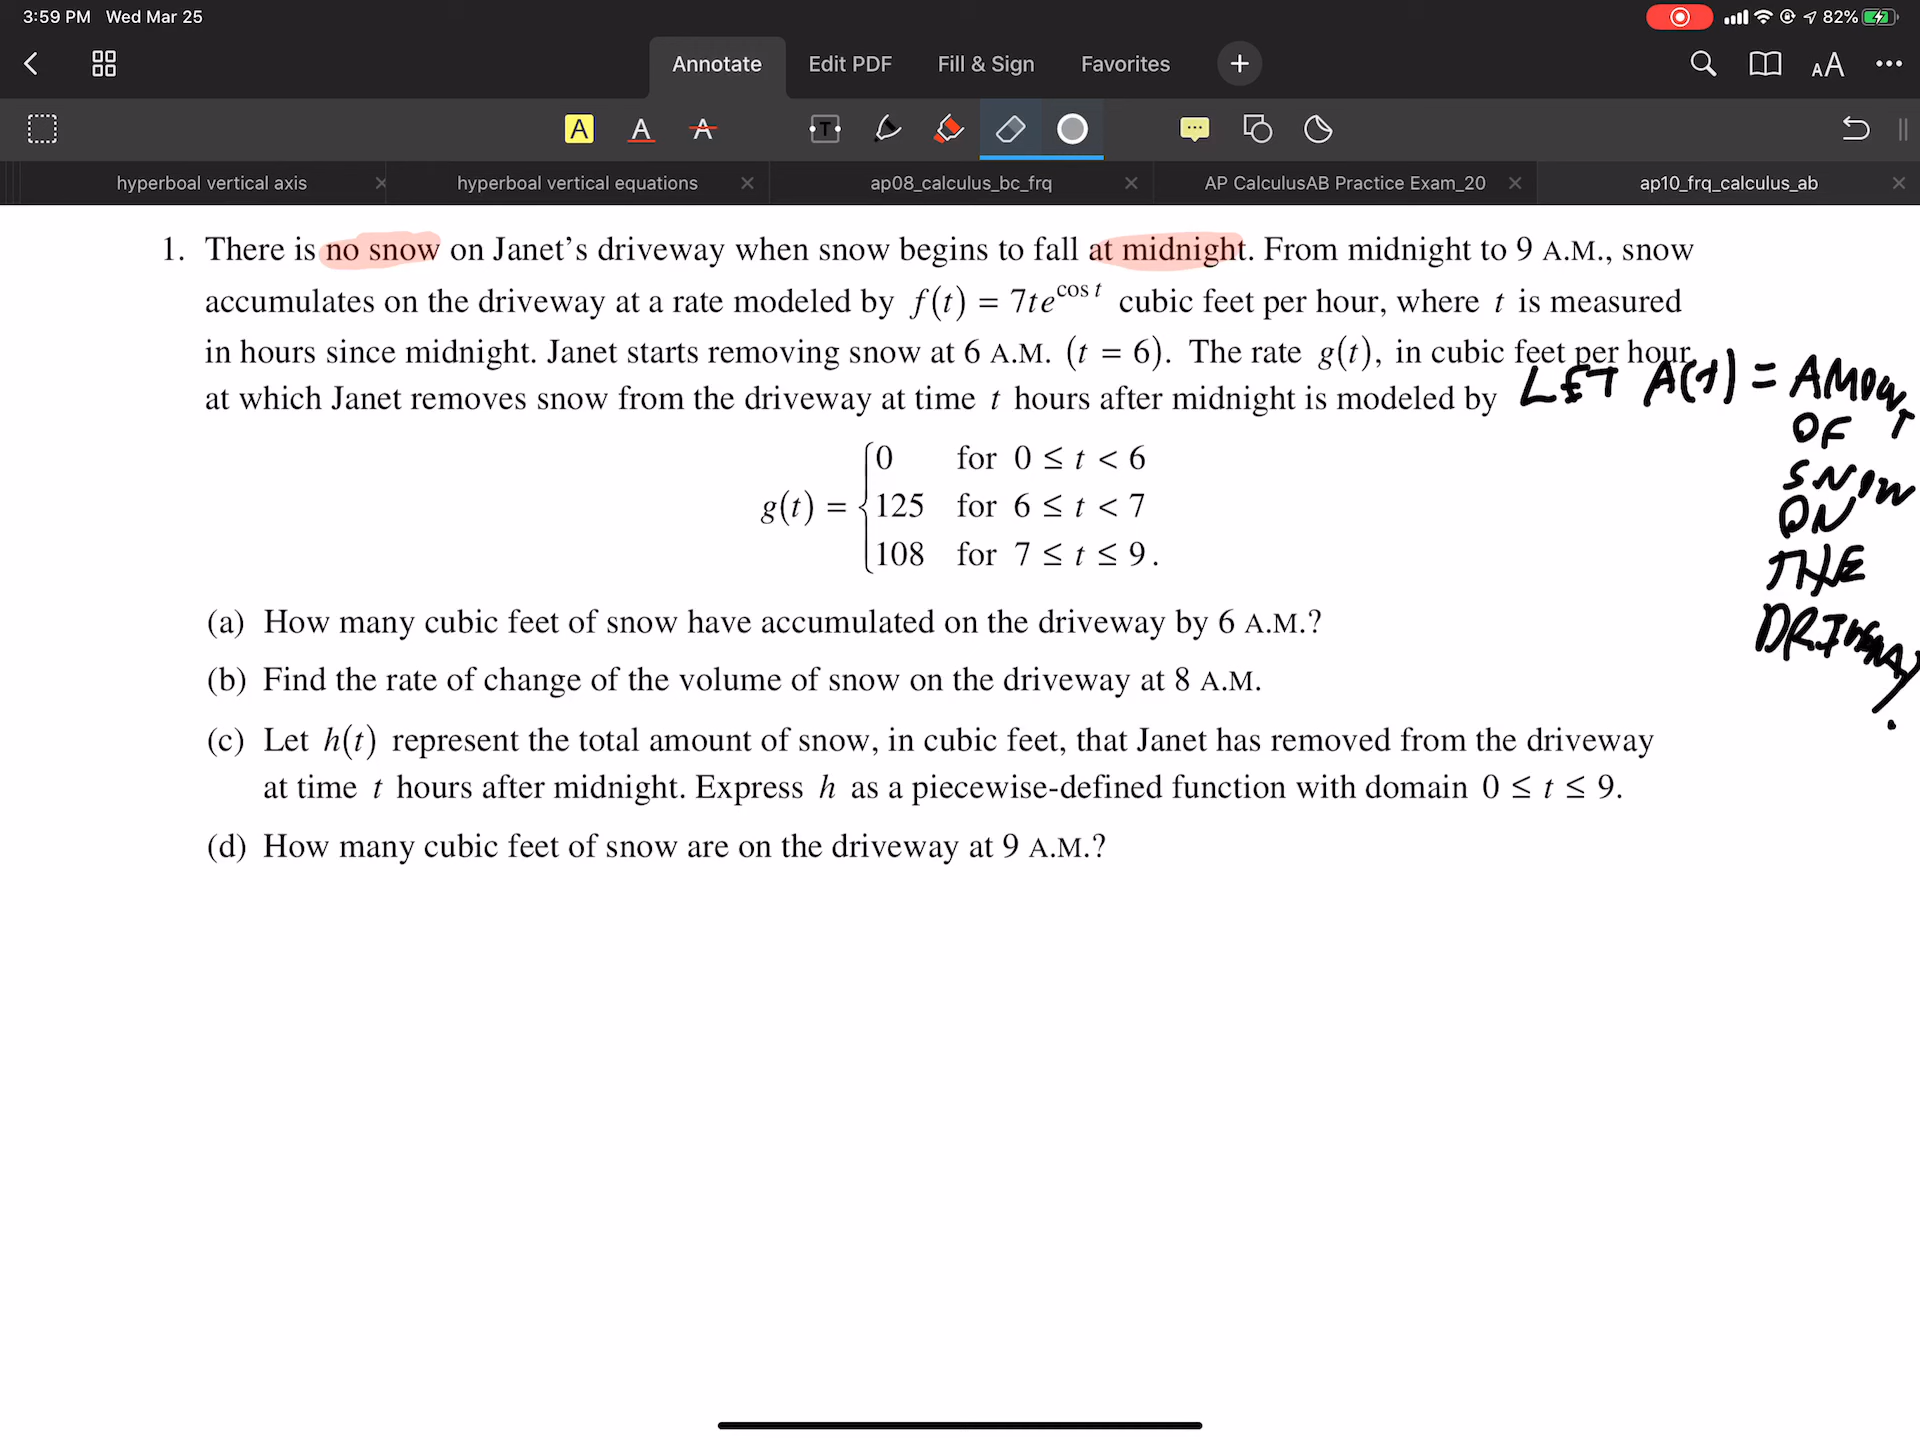 3:59 PM Wed Mar 25
82%
Annotate Edit PDF Fill & Sign Favorites
hyperboal vertical axis
hyperboal vertical equations
ap08_calculus_bc_frq
AP CalculusAB Practice Exam_20
ap10_frq_calculus_ab
1. There is no snow on Janet’s driveway when snow begins to fall at midnight. From midnight to 9 A.M., snow
accumulates on the driveway at a rate modeled by f(t) = 7te^cos t cubic feet per hour, where t is measured
in hours since midnight. Janet starts removing snow at 6 A.M. (t = 6). The rate g(t), in cubic feet per hour,
at which Janet removes snow from the driveway at time t hours after midnight is modeled by
LET A(t) = AMOUNT
OF
SNOW
ON
THE
DRIVEWAY.
g(t) = { 0 for 0 ≤ t < 6
125 for 6 ≤ t < 7
108 for 7 ≤ t ≤ 9.
(a) How many cubic feet of snow have accumulated on the driveway by 6 A.M.?
(b) Find the rate of change of the volume of snow on the driveway at 8 A.M.
(c) Let h(t) represent the total amount of snow, in cubic feet, that Janet has removed from the driveway
at time t hours after midnight. Express h as a piecewise-defined function with domain 0 ≤ t ≤ 9.
(d) How many cubic feet of snow are on the driveway at 9 A.M.?